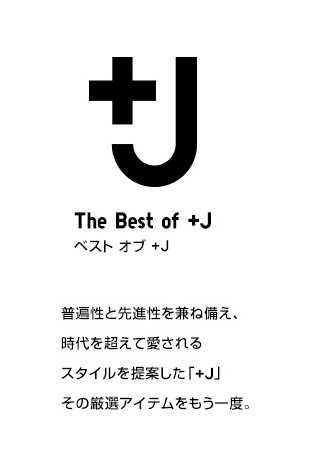 +J
The Best of +J
ベスト オブ +J
普遍性と先進性を兼ね備え、
時代を超えて愛される
スタイルを提案した「+J」
その厳選アイテムをもう一度。